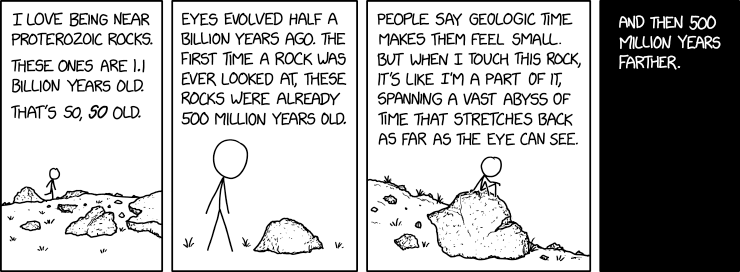 I LOVE BEING NEAR
PROTEROZOIC ROCKS.
THESE ONES ARE 1.1
BILLION YEARS OLD.
THAT'S SO, SO OLD.
EYES EVOLVED HALF A
BILLION YEARS AGO. THE
FIRST TIME A ROCK WAS
EVER LOOKED AT, THESE
ROCKS WERE ALREADY
500 MILLION YEARS OLD.
PEOPLE SAY GEOLOGIC TIME
MAKES THEM FEEL SMALL.
BUT WHEN I TOUCH THIS ROCK,
IT'S LIKE I'M A PART OF IT,
SPANNING A VAST ABYSS OF
TIME THAT STRETCHES BACK
AS FAR AS THE EYE CAN SEE.
AND THEN 500
MILLION YEARS
FARTHER.